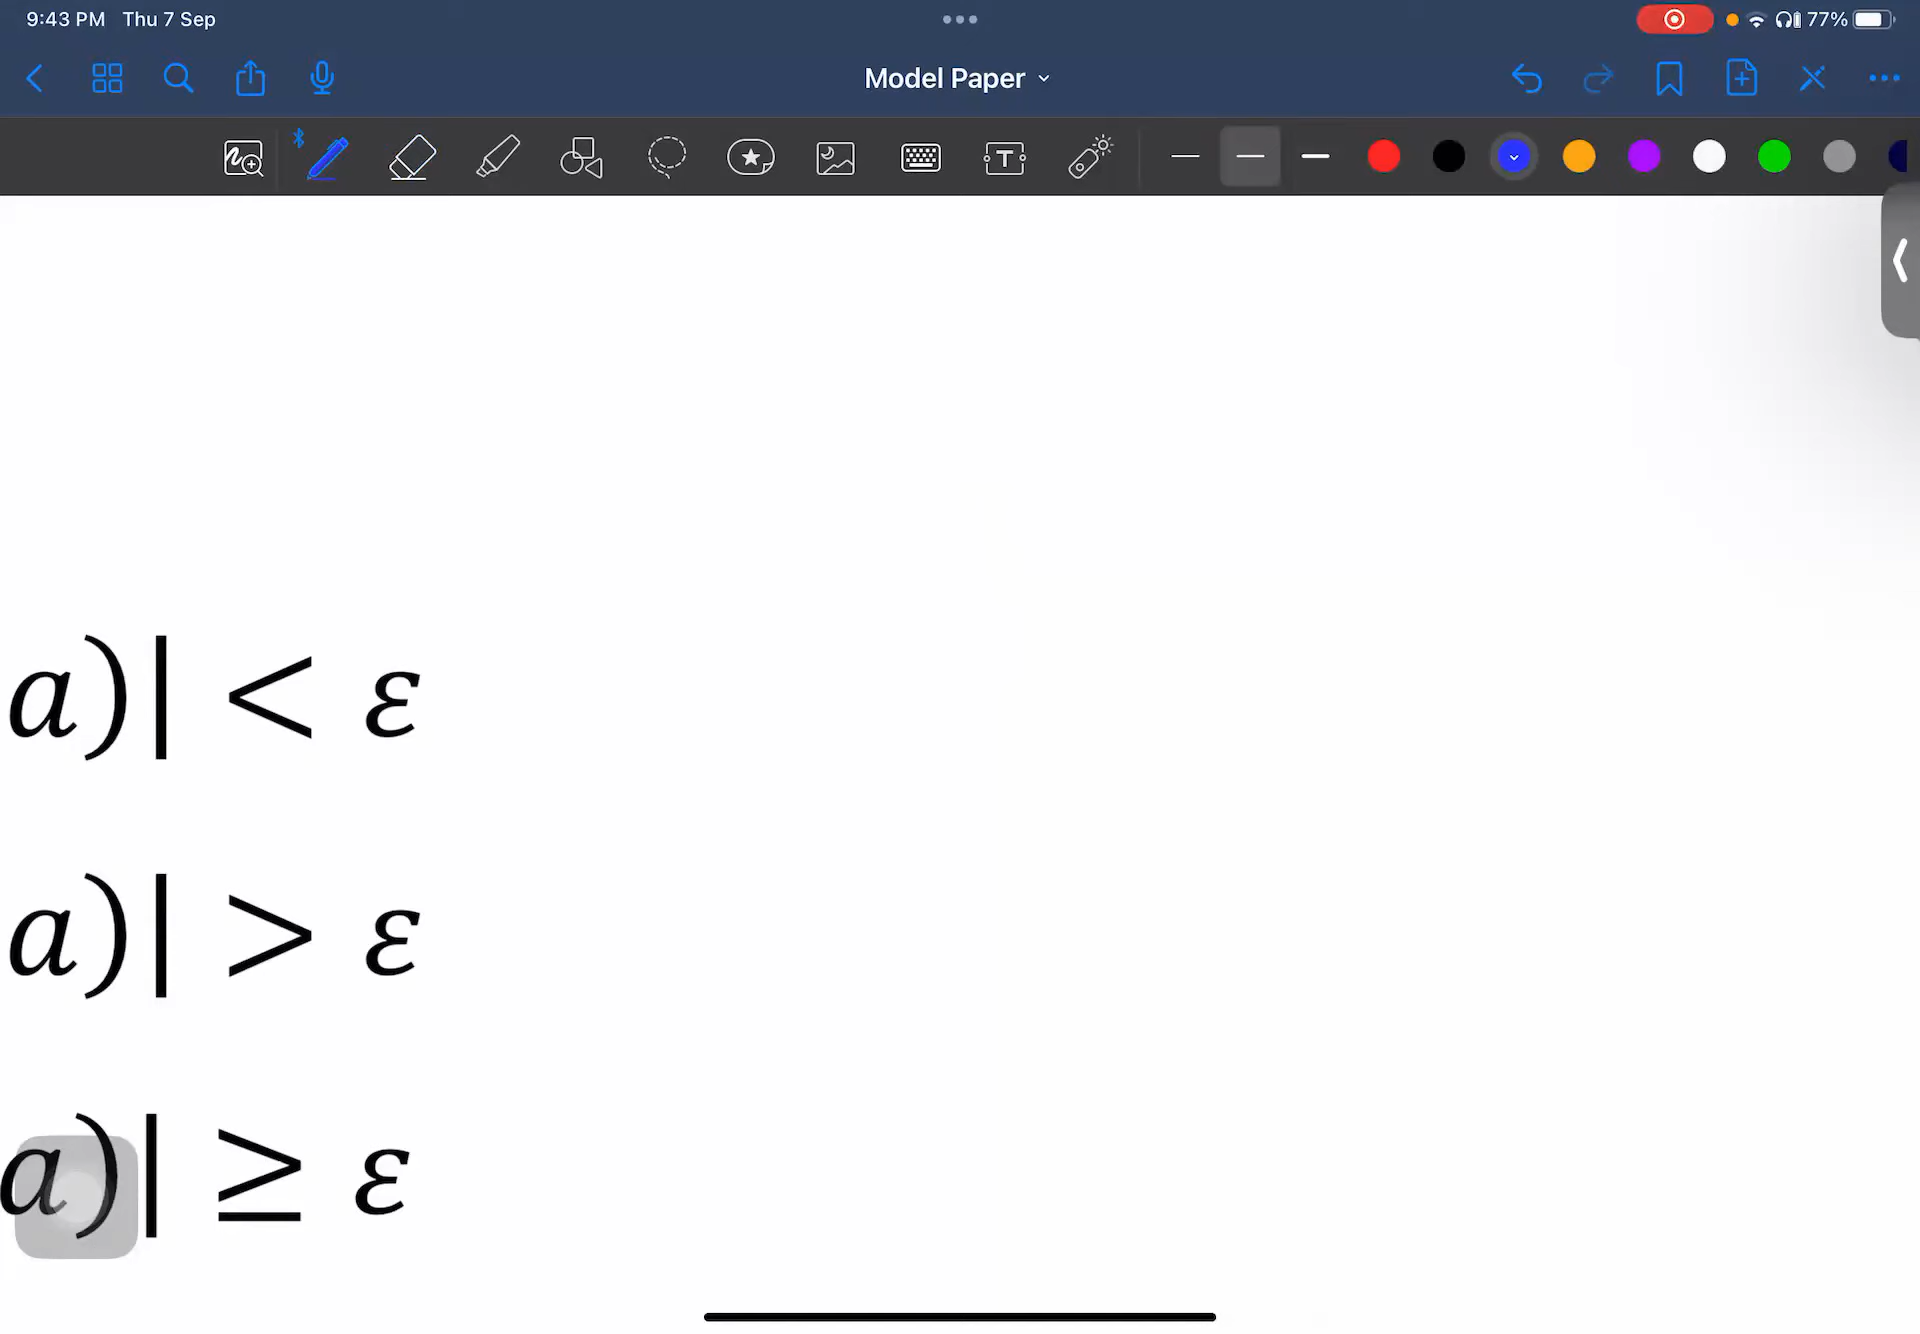 9:43 PM Thu 7 Sep
77%
Model Paper
T
a)| < ε
a)| > ε
a)| ≥ ε